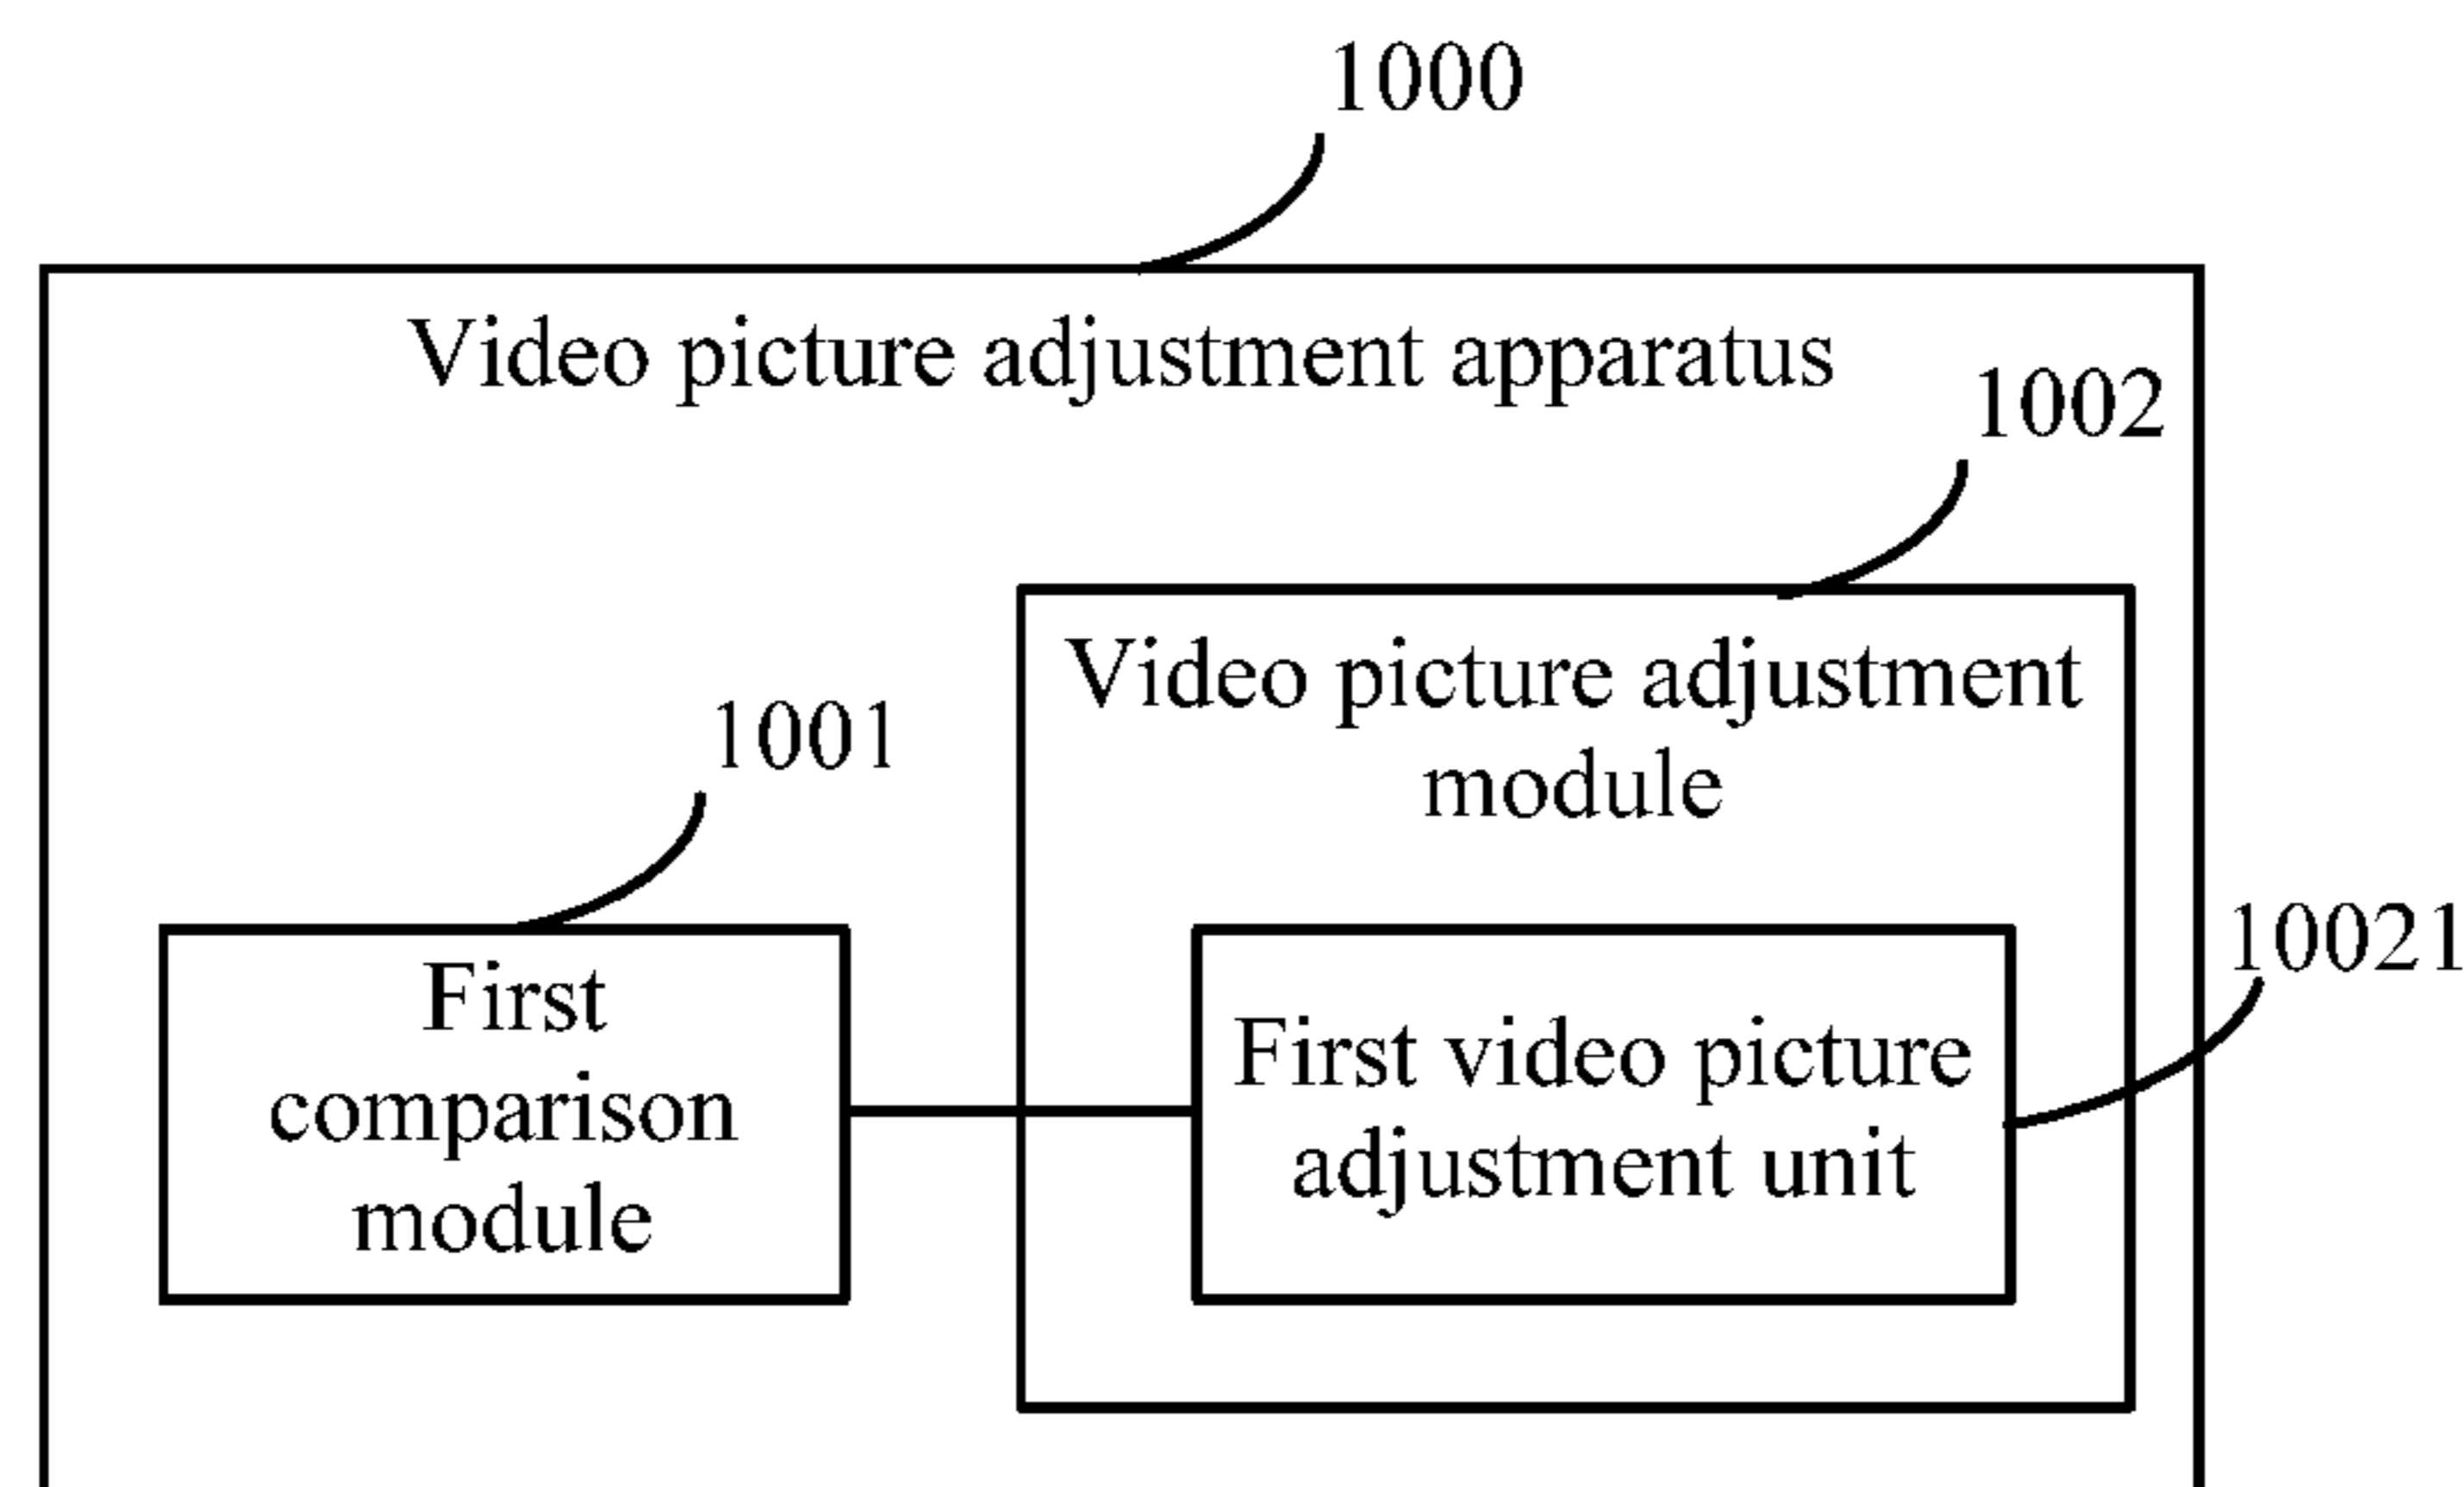 1000
Video picture adjustment apparatus
1002
Video picture adjustment
module
1001
10021
First
comparison
module
First video picture
adjustment unit